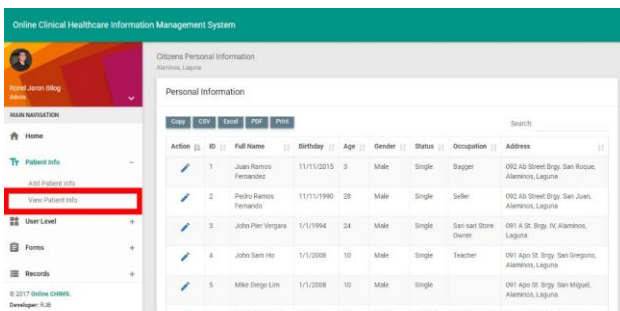 Online Clinical Healthcare Information Management System
Ronel Jaron Billog
Admin
MAIN NAVIGATION
Home
Tr Patient Info
Add Patient Info
View Patient Info
User Level +
Forms +
Records +
© 2017 Online CHIMS.
Developer: RJB
Citizens Personal Information
Alaminos, Laguna
Personal Information
Copy CSV Excel PDF Print
Search:
Action ID Full Name Birthday Age Gender Status Occupation Address
1 Juan Ramos Fernandez 11/11/2015 3 Male Single Bagger 092 Ab Street Brgy. San Roque, Alaminos, Laguna
2 Pedro Ramos Fernando 11/11/1990 28 Male Single Seller 092 Ab Street Brgy. San Juan, Alaminos, Laguna
3 John Pier Vergara 1/1/1994 24 Male Single Sari sari Store Owner 091 A St. Brgy. IV, Alaminos, Laguna
4 John Sam Ho 1/1/2008 10 Male Single Teacher 091 Apo St. Brgy. San Gregorio, Alaminos, Laguna
5 Mike Diego Lim 1/1/2008 10 Male Single 091 Apo St. Brgy. San Miguel, Alaminos, Laguna